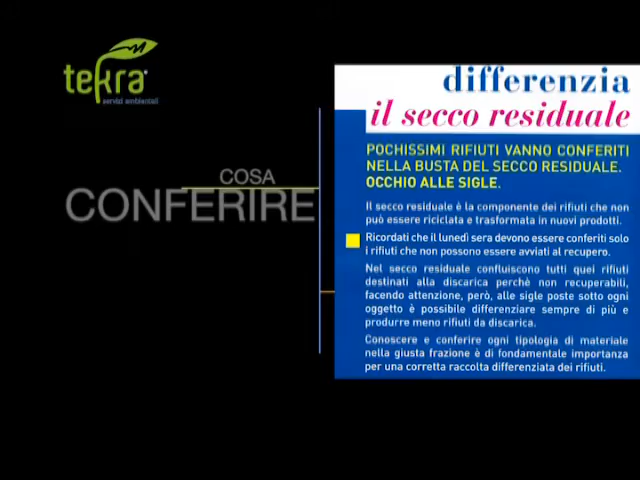 tekra
servizi ambientali
COSA
CONFERIRE
differenzia
il secco residuale
POCHISSIMI RIFIUTI VANNO CONFERITI
NELLA BUSTA DEL SECCO RESIDUALE.
OCCHIO ALLE SIGLE.
Il secco residuale è la componente dei rifiuti che non
può essere riciclata e trasformata in nuovi prodotti.
Ricordati che il lunedì sera devono essere conferiti solo
i rifiuti che non possono essere avviati al recupero.
Nel secco residuale confluiscono tutti quei rifiuti
destinati alla discarica perchè non recuperabili,
facendo attenzione, però, alle sigle poste sotto ogni
oggetto è possibile differenziare sempre di più e
produrre meno rifiuti da discarica.
Conoscere e conferire ogni tipologia di materiale
nella giusta frazione è di fondamentale importanza
per una corretta raccolta differenziata dei rifiuti.